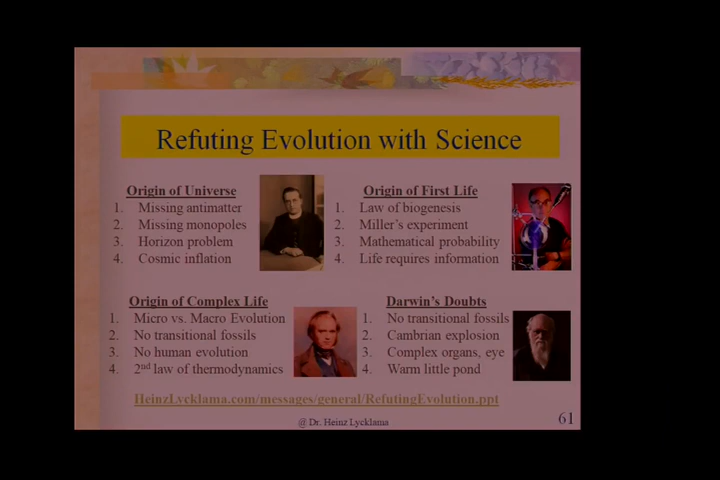 Refuting Evolution with Science
Origin of Universe
1. Missing antimatter
2. Missing monopoles
3. Horizon problem
4. Cosmic inflation
Origin of First Life
1. Law of biogenesis
2. Miller's experiment
3. Mathematical probability
4. Life requires information
Origin of Complex Life
1. Micro vs. Macro Evolution
2. No transitional fossils
3. No human evolution
4. 2nd law of thermodynamics
Darwin's Doubts
1. No transitional fossils
2. Cambrian explosion
3. Complex organs, eye
4. Warm little pond
HeinzLycklama.com/messages/general/RefutingEvolution.ppt
@ Dr. Heinz Lycklama
61